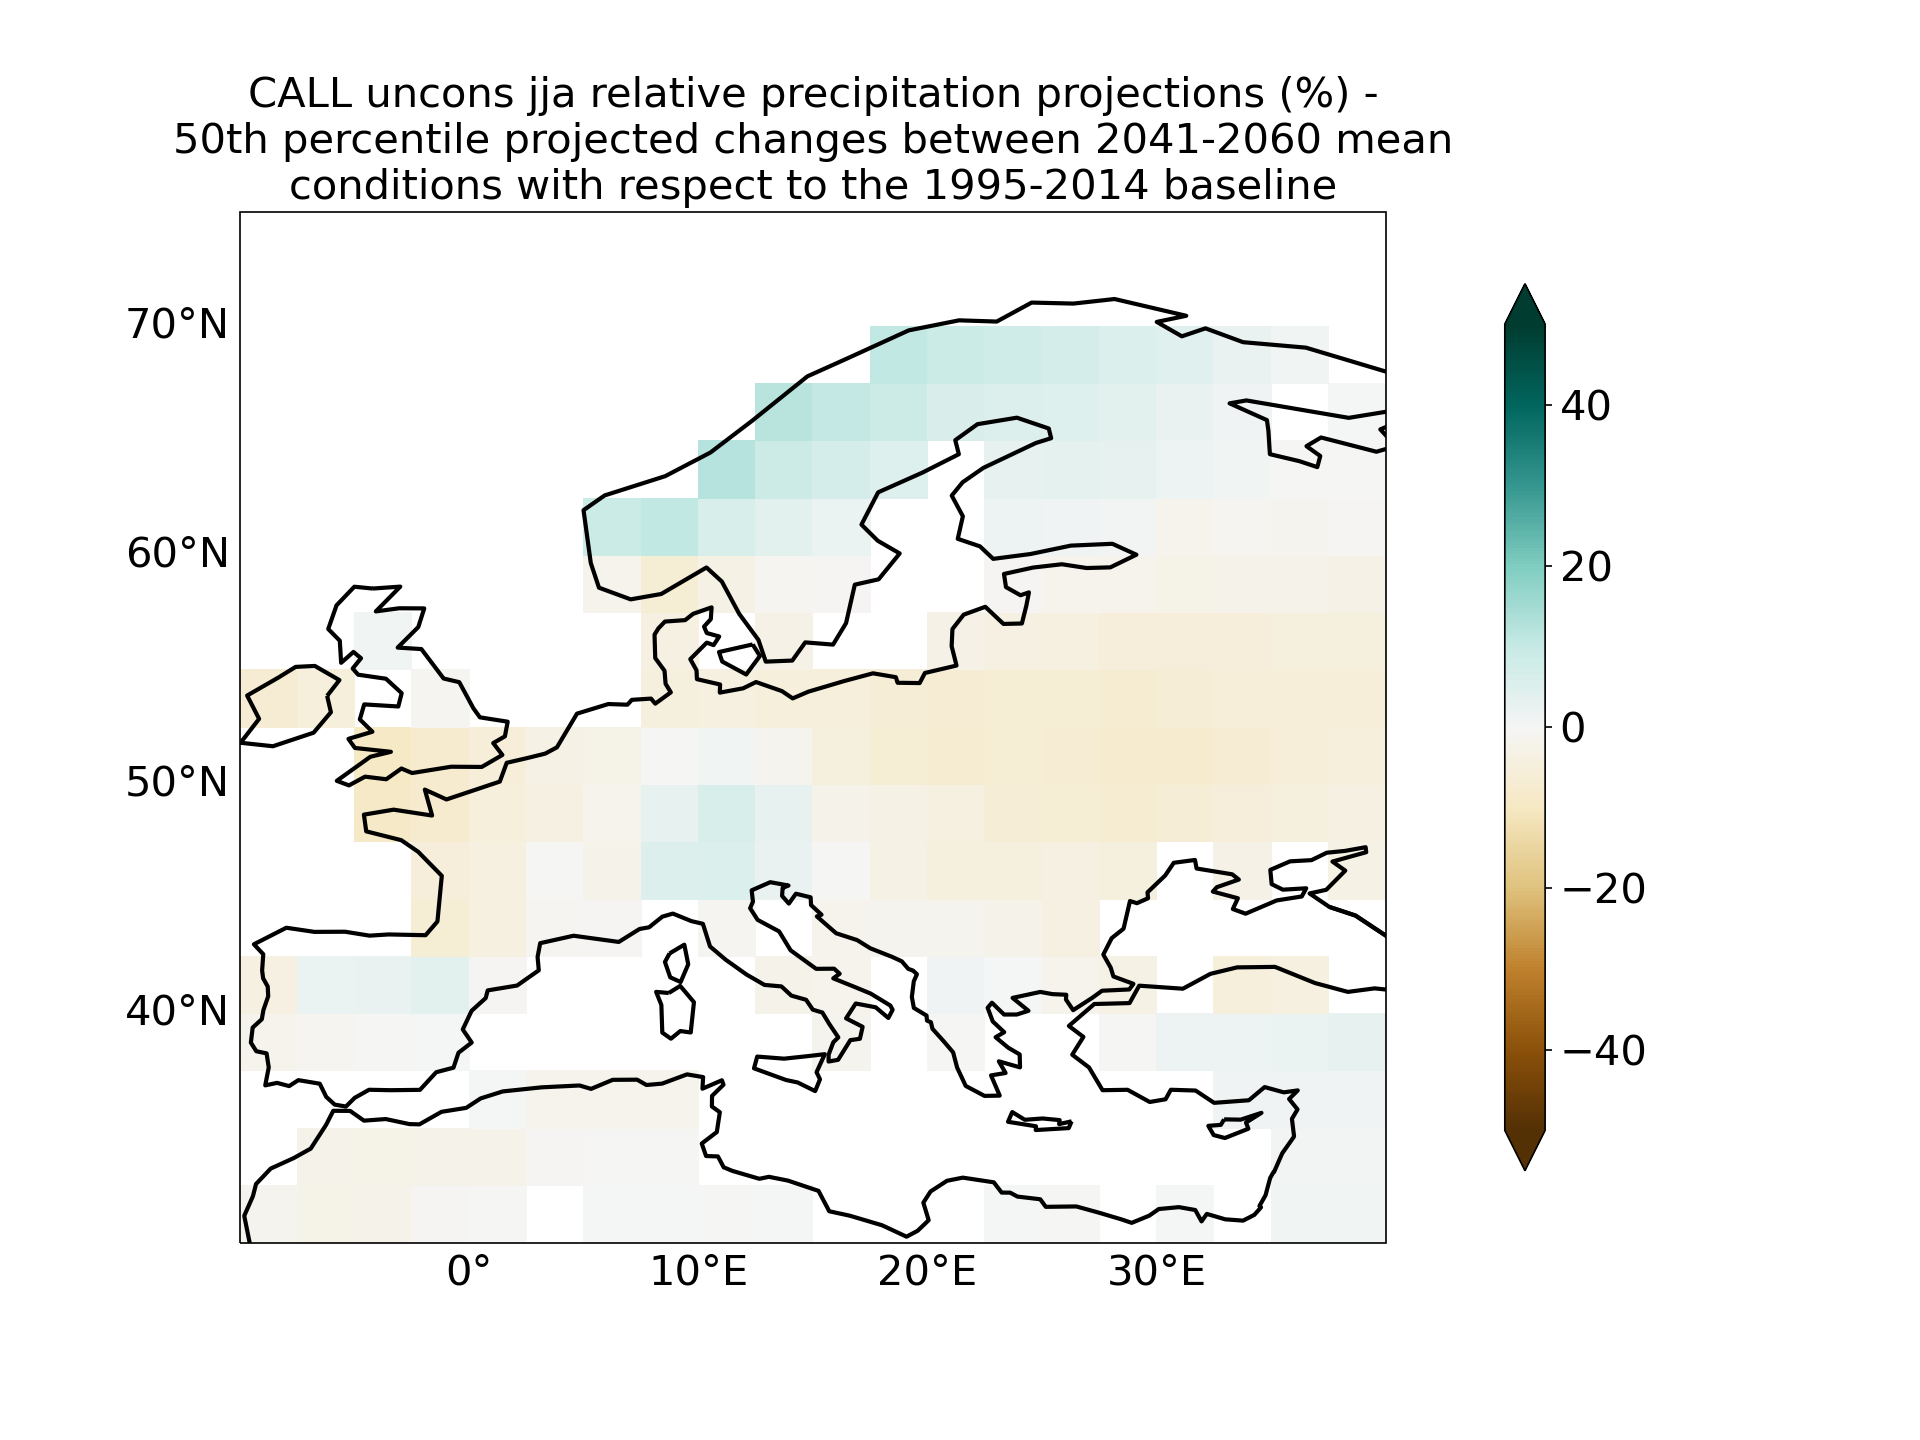 CALL uncons jja relative precipitation projections (%) -
50th percentile projected changes between 2041-2060 mean
conditions with respect to the 1995-2014 baseline
70°N
60°N
50°N
40°N
0°
10°E
20°E
30°E
40
20
0
−20
−40